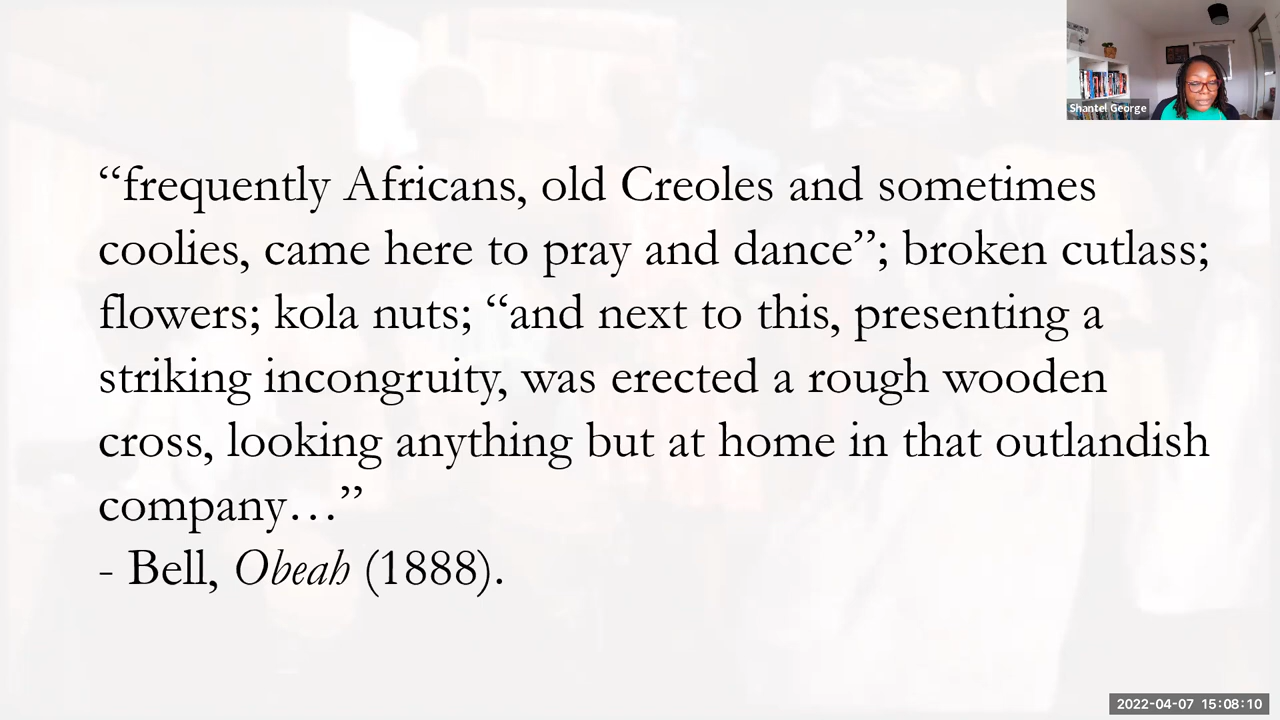 Shantel George
“frequently Africans, old Creoles and sometimes
coolies, came here to pray and dance”; broken cutlass;
flowers; kola nuts; “and next to this, presenting a
striking incongruity, was erected a rough wooden
cross, looking anything but at home in that outlandish
company…”
- Bell, Obeah (1888).
2022-04-07 15:08:10